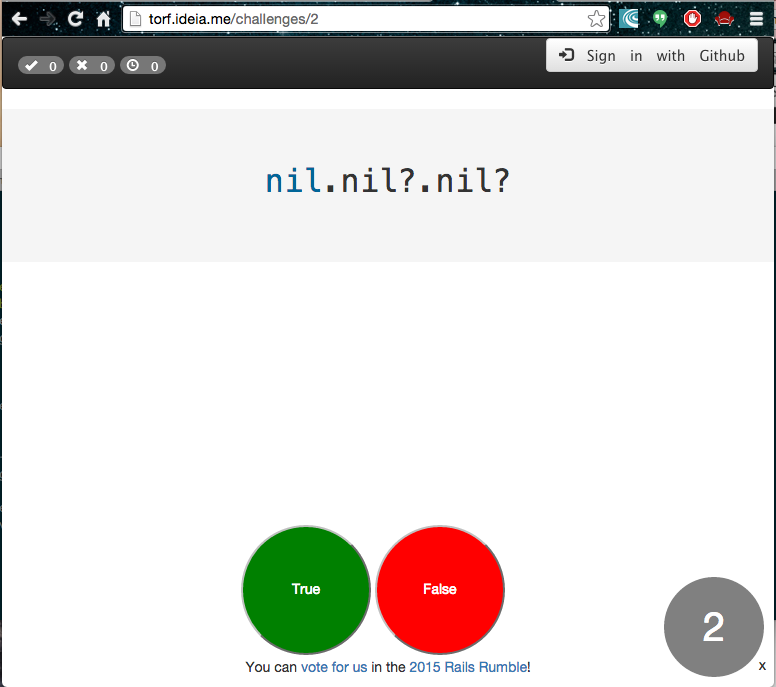 torf.ideia.me/challenges/2
0 0 0
Sign in with Github
nil.nil?.nil?
True False
2
You can vote for us in the 2015 Rails Rumble!
x